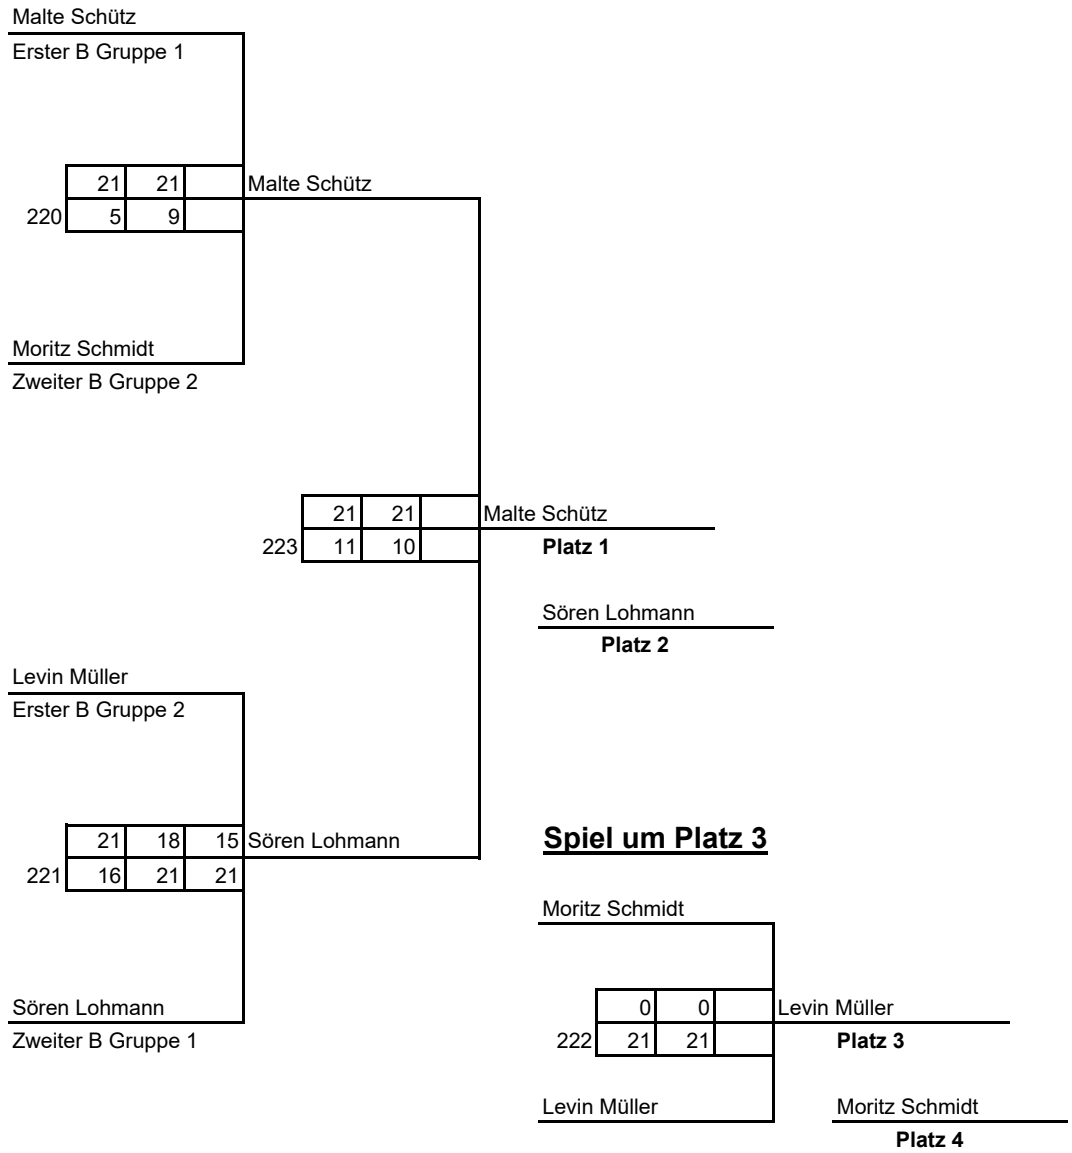 Malte Schütz
Erster B Gruppe 1
21 21 Malte Schütz
220 5 9
Moritz Schmidt
Zweiter B Gruppe 2
21 21 Malte Schütz
223 11 10 Platz 1
Sören Lohmann
Platz 2
Levin Müller
Erster B Gruppe 2
21 18 15 Sören Lohmann
221 16 21 21
Spiel um Platz 3
Moritz Schmidt
Sören Lohmann
Zweiter B Gruppe 1
0 0 Levin Müller
222 21 21 Platz 3
Levin Müller
Moritz Schmidt
Platz 4